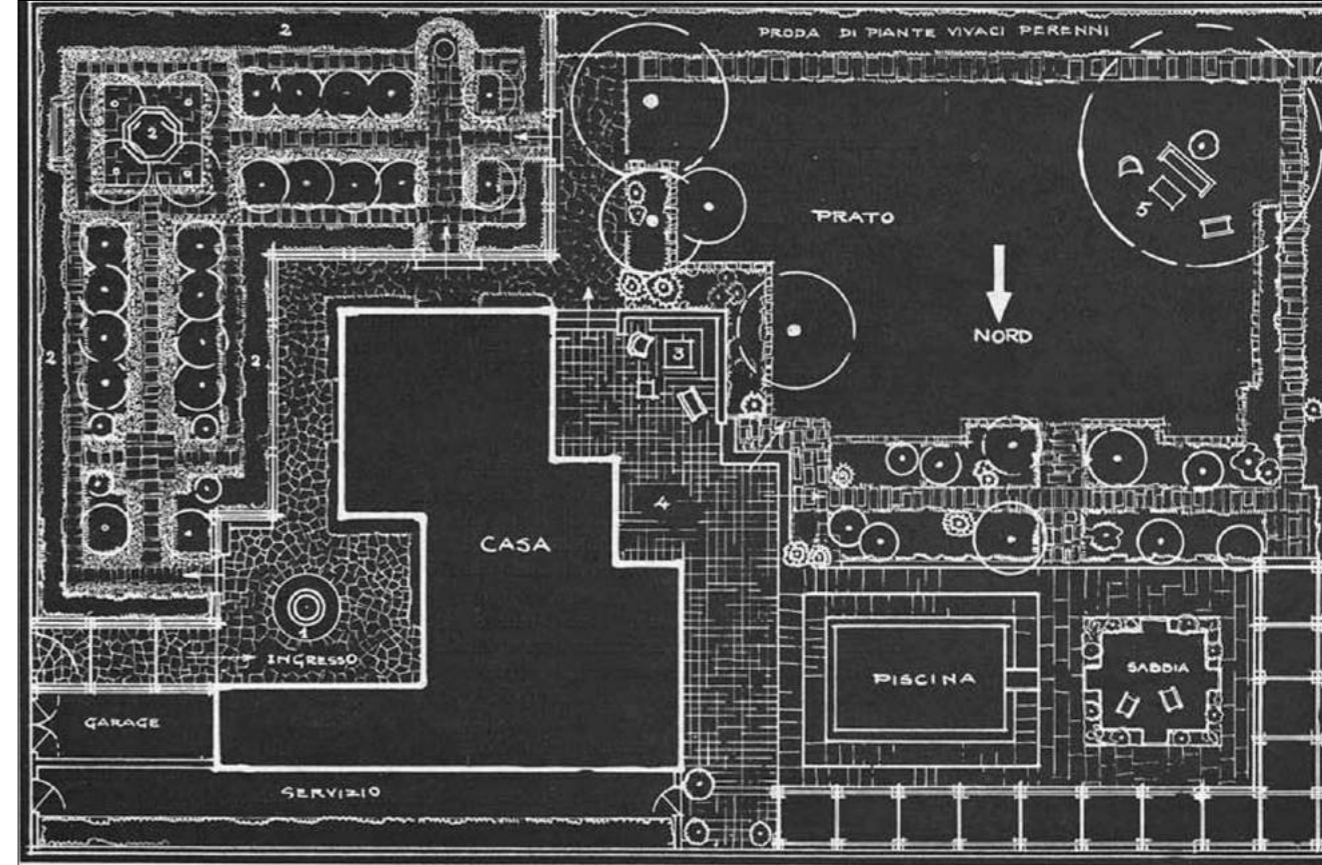 2
PRODA DI PIANTE VIVACI PERENNI
2
5
PRATO
NORD
3
2
2
4
CASA
1
INGRESSO
PISCINA
SABBIA
GARAGE
SERVIZIO